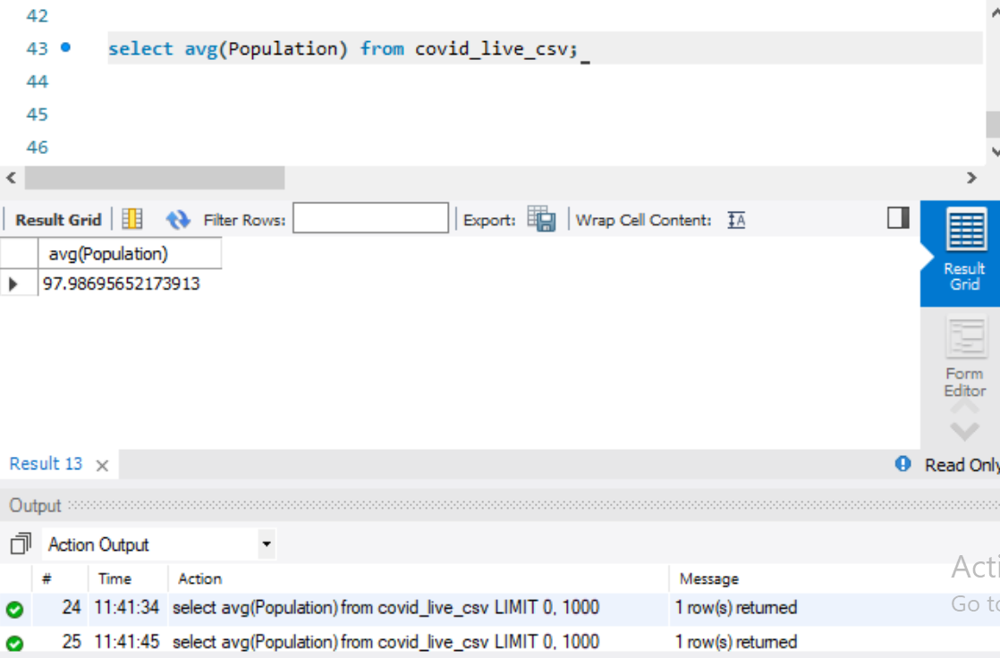 42
43 select avg(Population) from covid_live_csv;
44
45
46
Result Grid Filter Rows: Export: Wrap Cell Content: IA
avg(Population)
97.98695652173913
Result
Grid
Form
Editor
Result 13 × Read Only
Output
Action Output
# Time Action Message
24 11:41:34 select avg(Population) from covid_live_csv LIMIT 0, 1000 1 row(s) returned
25 11:41:45 select avg(Population) from covid_live_csv LIMIT 0, 1000 1 row(s) returned
Acti
Go to